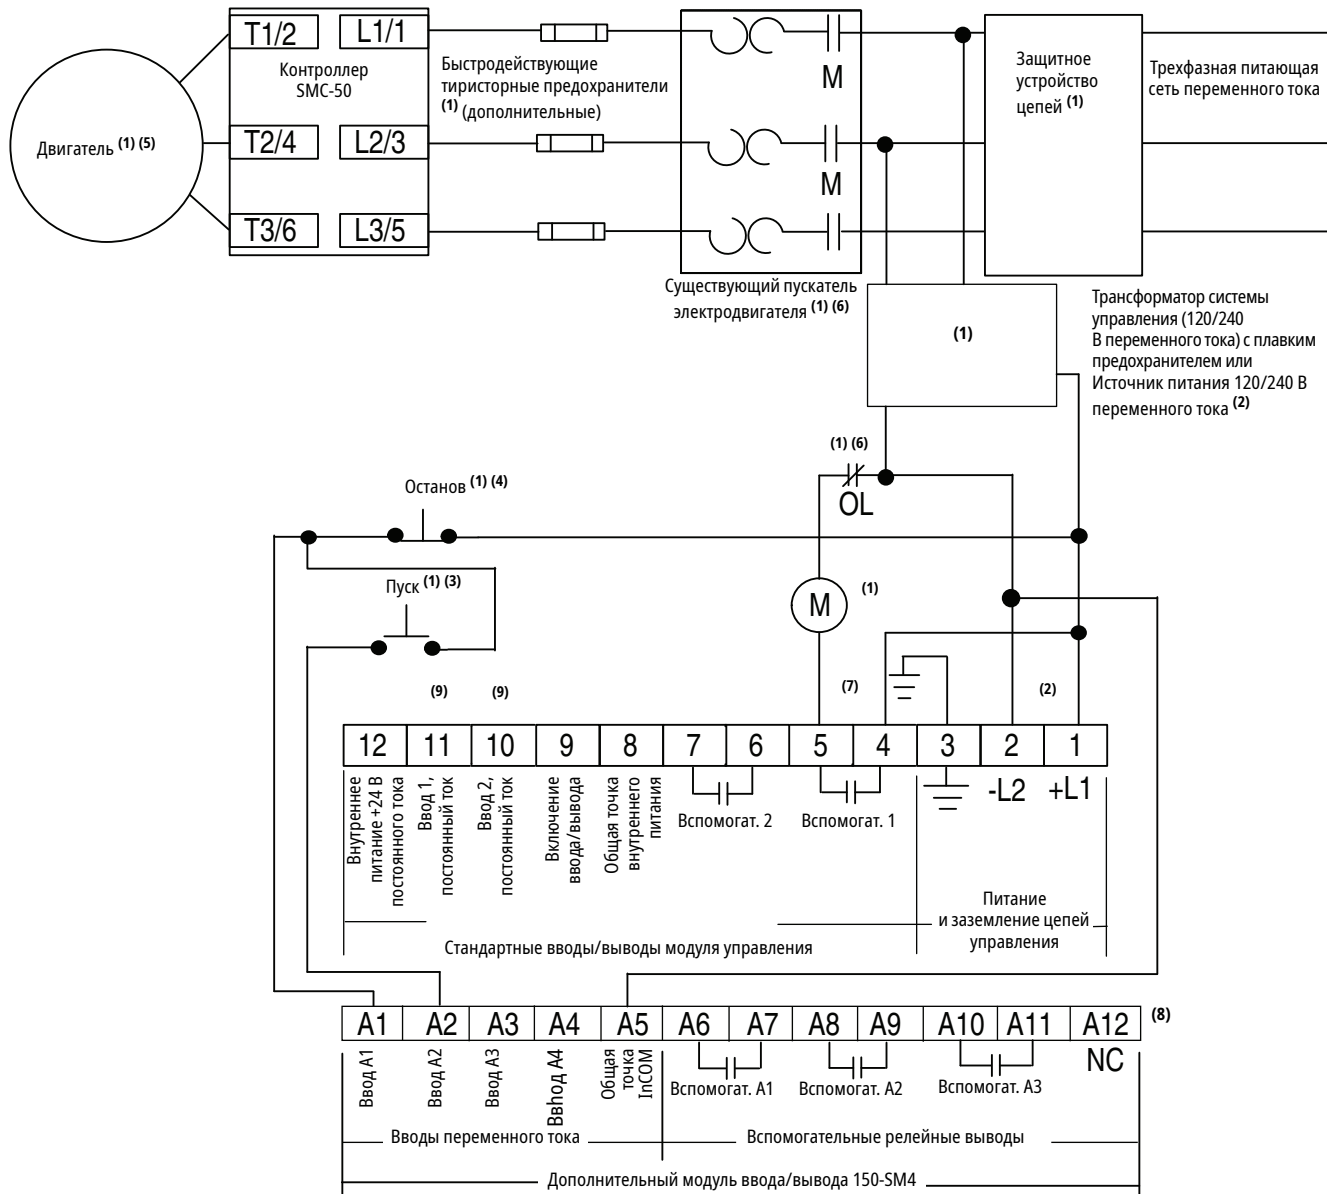 T1/2
L1/1
Контроллер
SMC-50
T2/4
L2/3
T3/6
L3/5
Двигатель (1) (5)
Быстродействующие
тиристорные предохранители
(1) (дополнительные)
M
M
Защитное
устройство
цепей (1)
Трехфазная питающая
сеть переменного тока
Существующий пускатель
электродвигателя (1) (6)
(1)
Трансформатор системы
управления (120/240
В переменного тока) с плавким
предохранителем или
Источник питания 120/240 В
переменного тока (2)
(1) (6)
OL
Останов (1) (4)
Пуск (1) (3)
M
(1)
(9)
(9)
(7)
(2)
12
11
10
9
8
7
6
5
4
3
2
1
Внутреннее
питание +24 В
постоянного тока
Ввод 1,
постоянный ток
Ввод 2,
постоянный ток
Включение
ввода/вывода
Общая точка
внутреннего
питания
Вспомогат. 2
Вспомогат. 1
-L2
+L1
Питание
и заземление цепей
управления
Стандартные вводы/выводы модуля управления
A1
A2
A3
A4
A5
A6
A7
A8
A9
A10
A11
A12
(8)
Ввод A1
Ввод A2
Ввод A3
Ввhод A4
Общая
точка
InCOM
Вспомогат. A1
Вспомогат. A2
Вспомогат. A3
NC
Вводы переменного тока
Вспомогательные релейные выводы
Дополнительный модуль ввода/вывода 150-SM4